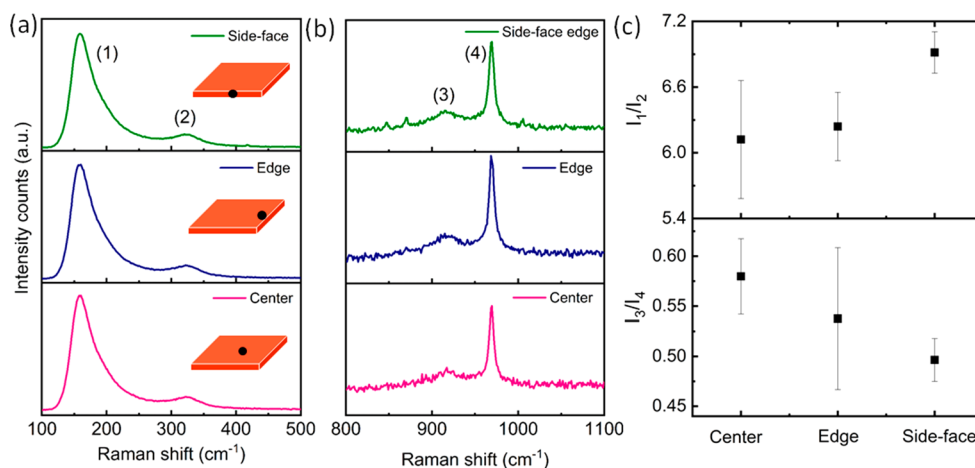 (a)
Side-face
(1)
(2)
Edge
Center
Intensity counts (a.u.)
100 200 300 400 500
Raman shift (cm⁻¹)
(b)
Side-face edge
(4)
(3)
Edge
Center
800 900 1000 1100
Raman shift (cm⁻¹)
(c)
7.2
6.6
6.0
5.4
I₁/I₂
0.60
0.55
0.50
0.45
I₃/I₄
Center Edge Side-face